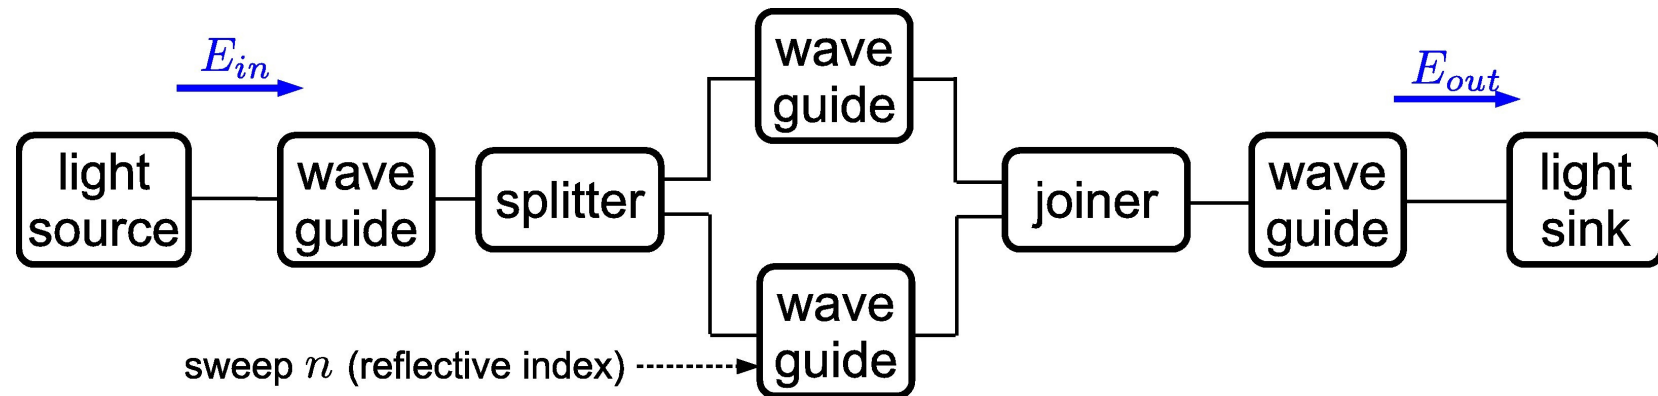 E_in
E_out
light
source
wave
guide
splitter
wave
guide
wave
guide
sweep n (reflective index)
joiner
wave
guide
light
sink